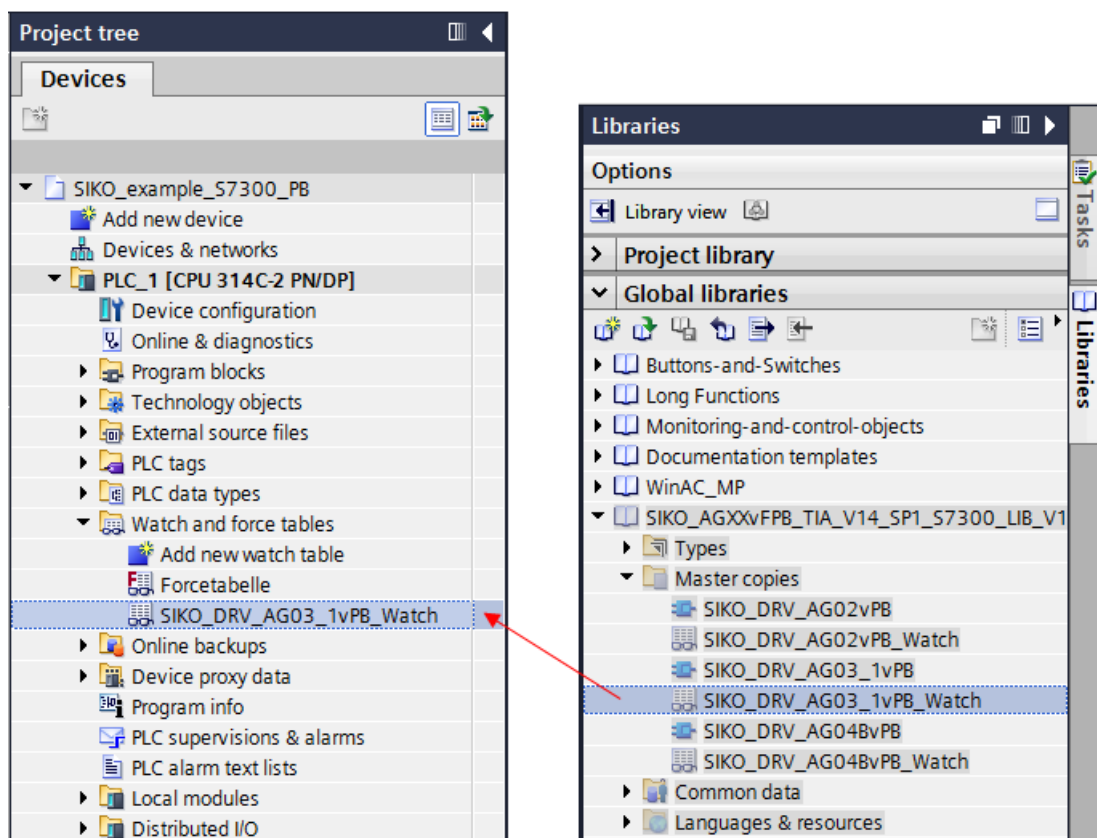 Project tree
Devices
SIKO_example_S7300_PB
Add new device
Devices & networks
PLC_1 [CPU 314C-2 PN/DP]
Device configuration
Online & diagnostics
Program blocks
Technology objects
External source files
PLC tags
PLC data types
Watch and force tables
Add new watch table
Forcetabelle
SIKO_DRV_AG03_1vPB_Watch
Online backups
Device proxy data
Program info
PLC supervisions & alarms
PLC alarm text lists
Local modules
Distributed I/O
Libraries
Options
Library view
Project library
Global libraries
Buttons-and-Switches
Long Functions
Monitoring-and-control-objects
Documentation templates
WinAC_MP
SIKO_AGXXvFPB_TIA_V14_SP1_S7300_LIB_V1
Types
Master copies
SIKO_DRV_AG02vPB
SIKO_DRV_AG02vPB_Watch
SIKO_DRV_AG03_1vPB
SIKO_DRV_AG03_1vPB_Watch
SIKO_DRV_AG04BvPB
SIKO_DRV_AG04BvPB_Watch
Common data
Languages & resources
Tasks
Libraries